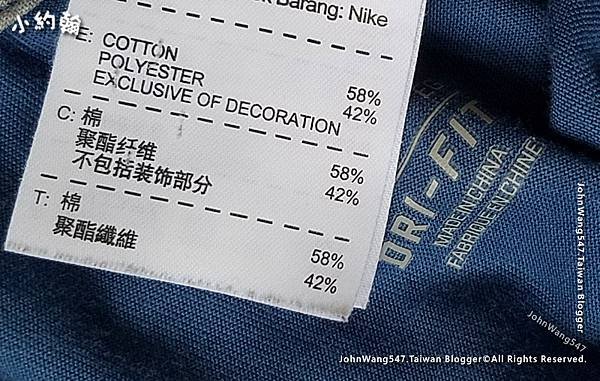 小約翰
Barang: Nike
E: COTTON 58%
POLYESTER 42%
EXCLUSIVE OF DECORATION
C: 棉 58%
聚酯纤维 42%
不包括装饰部分
T: 棉 58%
聚酯纖維 42%
DRI-FIT
MADE IN CHINA
FABRIQUÉ EN CHINE
JohnWang547.Taiwan Blogger
JohnWang547
JohnWang547.Taiwan Blogger©All Rights Reserved.